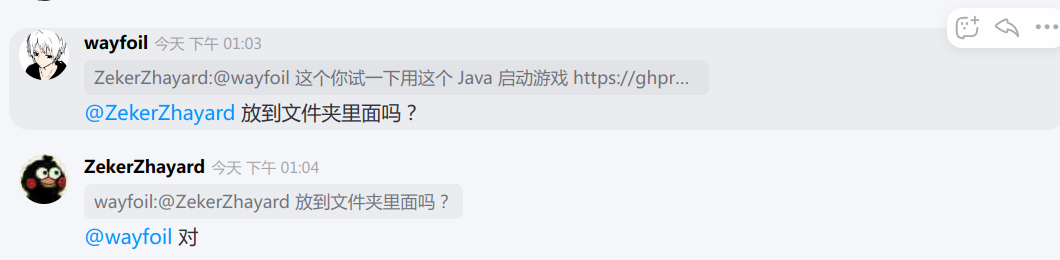 wayfoil 今天 下午 01:03
ZekerZhayard:@wayfoil 这个你试一下用这个 Java 启动游戏 https://ghpr...
@ZekerZhayard 放到文件夹里面吗？
ZekerZhayard 今天 下午 01:04
wayfoil:@ZekerZhayard 放到文件夹里面吗？
@wayfoil 对